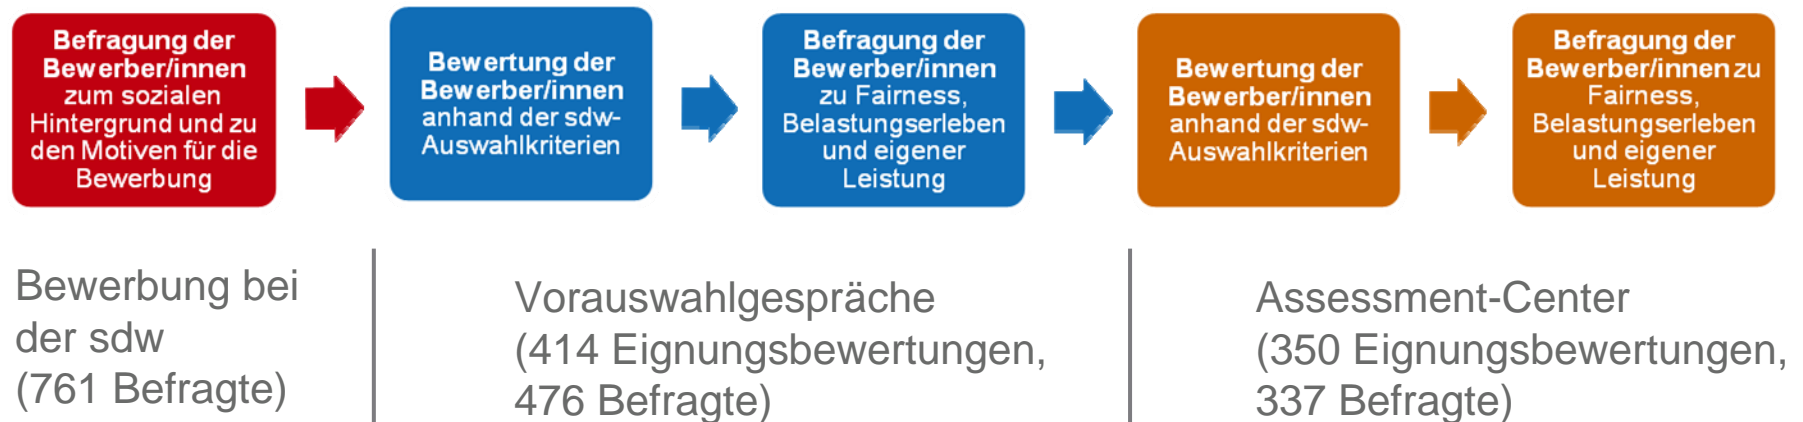 Befragung der
Bewerber/innen
zum sozialen
Hintergrund und zu
den Motiven für die
Bewerbung
Bewertung der
Bewerber/innen
anhand der sdw-
Auswahlkriterien
Befragung der
Bewerber/innen
zu Fairness,
Belastungserleben
und eigener
Leistung
Bewertung der
Bewerber/innen
anhand der sdw-
Auswahlkriterien
Befragung der
Bewerber/innen zu
Fairness,
Belastungserleben
und eigener
Leistung
Bewerbung bei
der sdw
(761 Befragte)
Vorauswahlgespräche
(414 Eignungsbewertungen,
476 Befragte)
Assessment-Center
(350 Eignungsbewertungen,
337 Befragte)